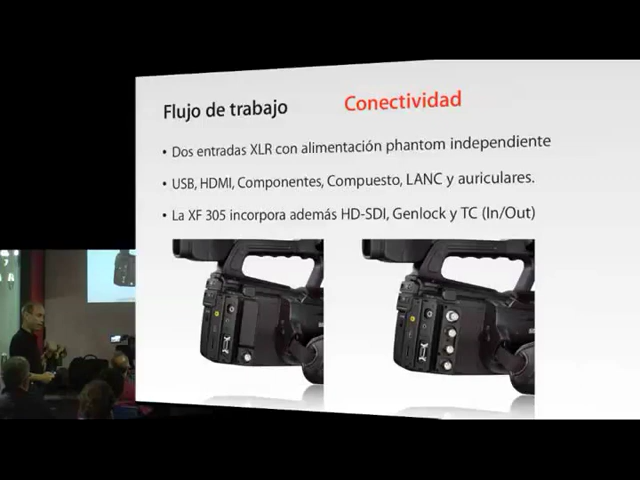 Flujo de trabajo Conectividad
• Dos entradas XLR con alimentación phantom independiente
• USB, HDMI, Componentes, Compuesto, LANC y auriculares.
• La XF 305 incorpora además HD-SDI, Genlock y TC (In/Out)